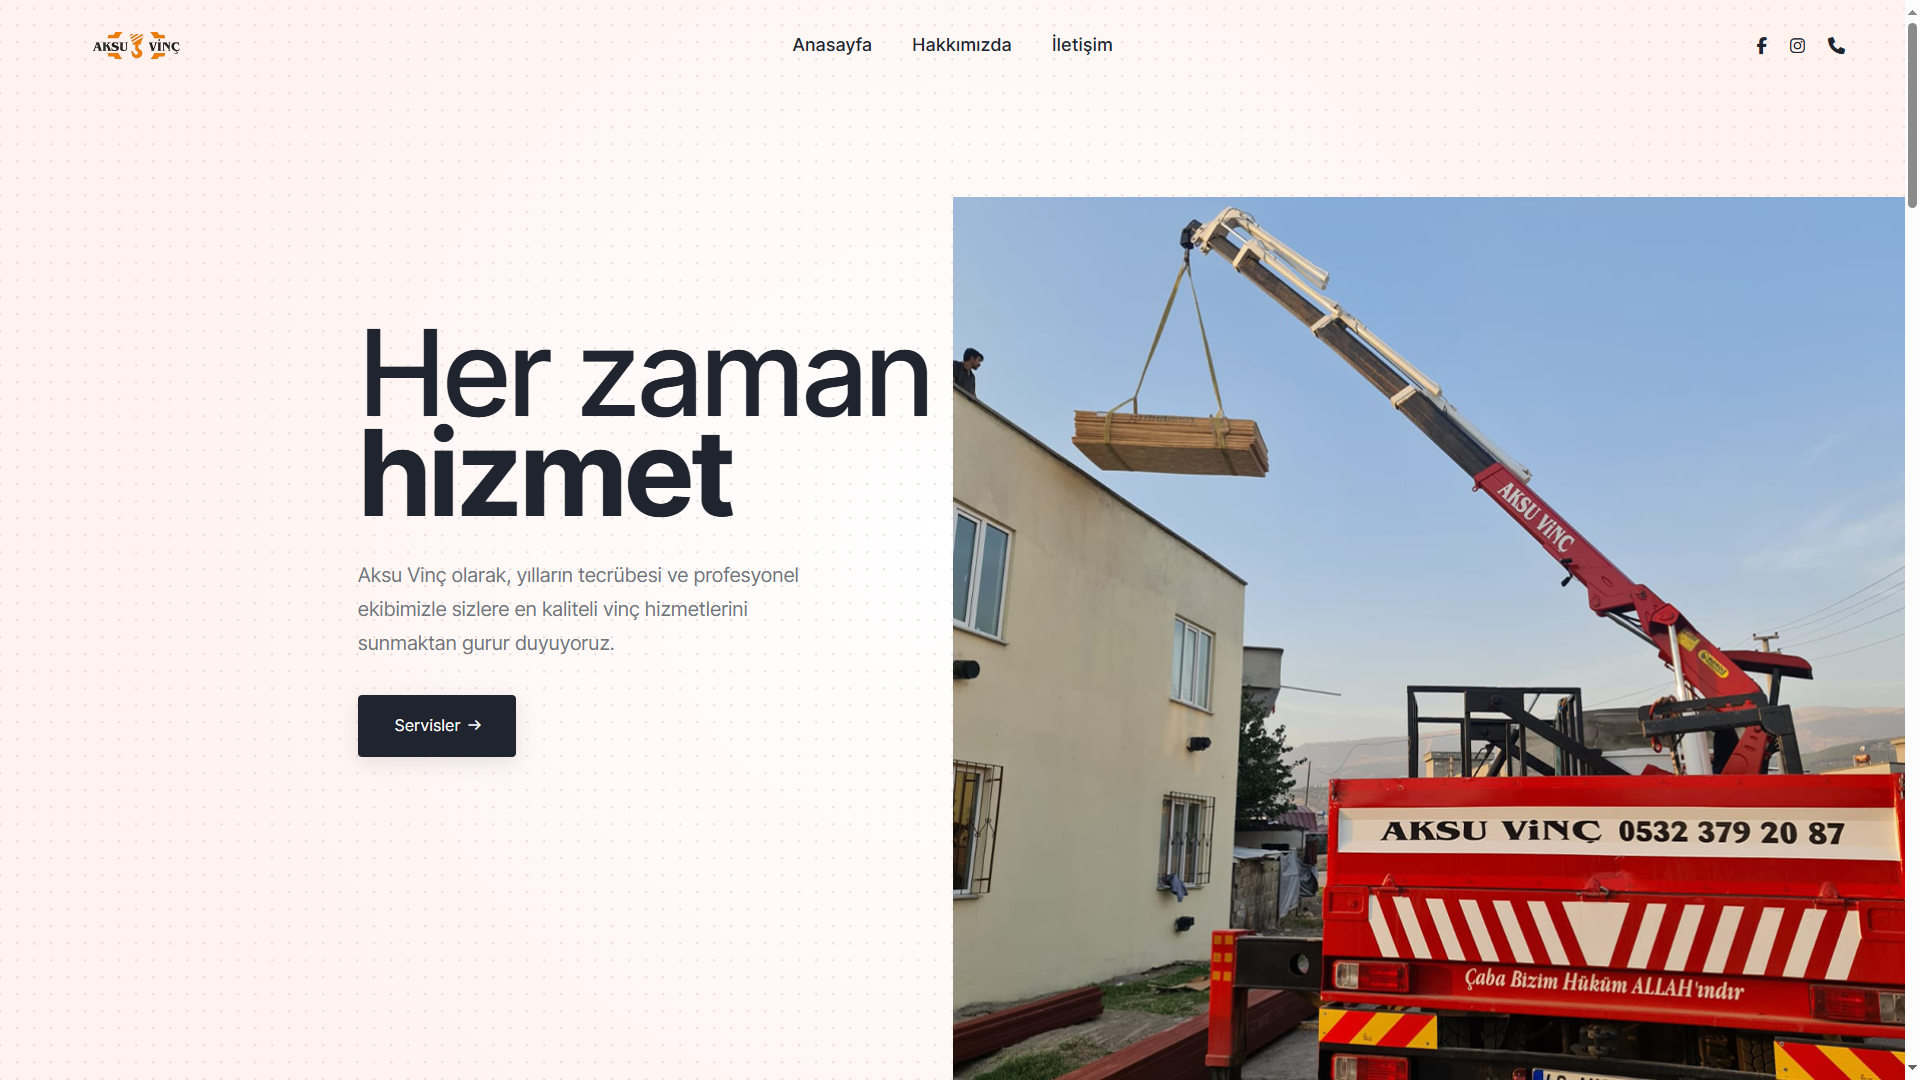 AKSU VİNÇ
Anasayfa
Hakkımızda
İletişim
Her zaman
hizmet
Aksu Vinç olarak, yılların tecrübesi ve profesyonel
ekibimizle sizlere en kaliteli vinç hizmetlerini
sunmaktan gurur duyuyoruz.
Servisler →
AKSU VİNÇ
AKSU ViNÇ 0532 379 20 87
Çaba Bizim Hüküm ALLAH'ındır